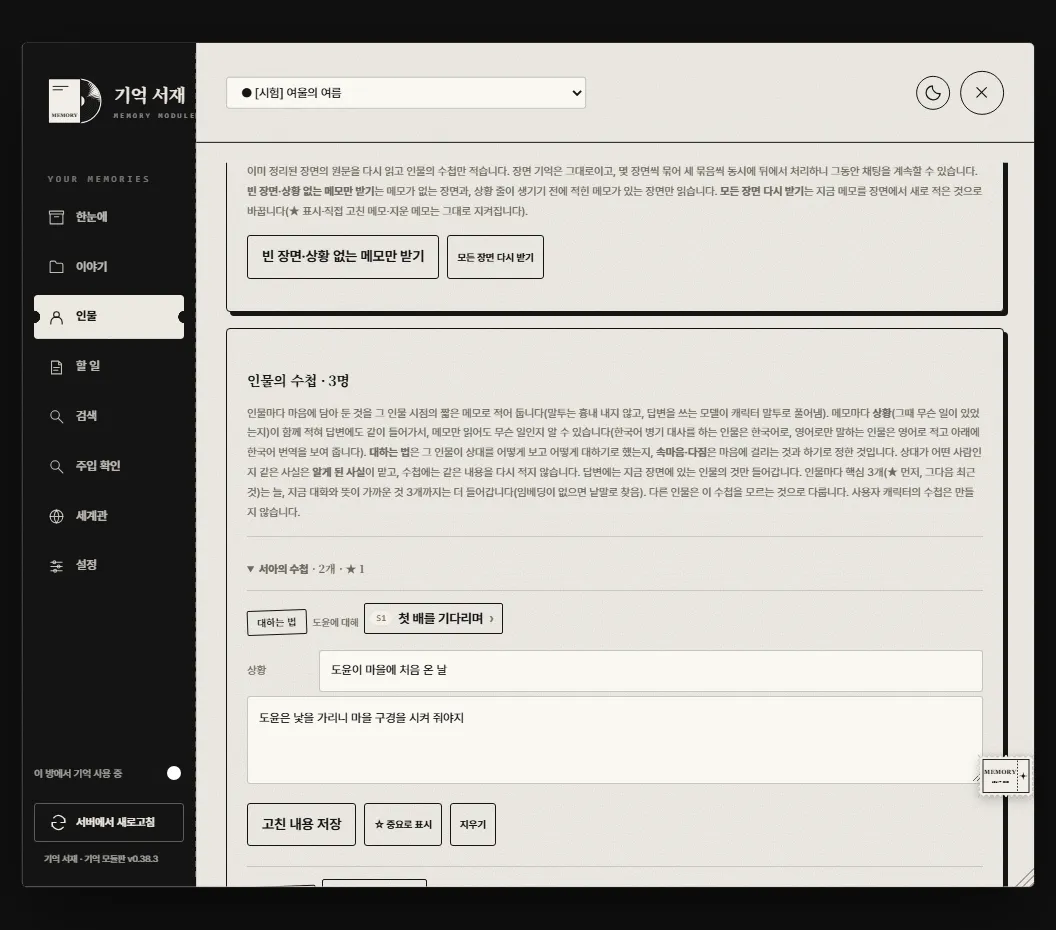 MEMORY
기억 서재
MEMORY MODULE
YOUR MEMORIES
한눈에
이야기
인물
할 일
검색
주입 확인
세계관
설정
이 방에서 기억 사용 중
서버에서 새로고침
기억 서재 · 기억 모듈판 v0.38.3
● [시험] 여울의 여름
이미 정리된 장면의 원문을 다시 읽고 인물의 수첩만 적습니다. 장면 기억은 그대로이고, 몇 장면씩 묶어 세 묶음씩 동시에 뒤에서 처리하니 그동안 채팅을 계속할 수 있습니다.
빈 장면·상황 없는 메모만 받기는 메모가 없는 장면과, 상황 줄이 생기기 전에 적힌 메모가 있는 장면만 읽습니다. 모든 장면 다시 받기는 지금 메모를 장면에서 새로 적은 것으로
바꿉니다(★ 표시·직접 고친 메모·지운 메모는 그대로 지켜집니다).
빈 장면·상황 없는 메모만 받기
모든 장면 다시 받기
인물의 수첩 · 3명
인물마다 마음에 담아 둔 것을 그 인물 시점의 짧은 메모로 적어 둡니다(말투는 흉내 내지 않고, 답변을 쓰는 모델이 캐릭터 말투로 풀어냄). 메모마다 상황(그때 무슨 일이 있었
는지)이 함께 적혀 답변에도 같이 들어가서, 메모만 읽어도 무슨 일인지 알 수 있습니다(한국어 병기 대사를 하는 인물은 한국어로, 영어로만 말하는 인물은 영어로 적고 아래에
한국어 번역을 보여 줍니다). 대하는 법은 그 인물이 상대를 어떻게 보고 어떻게 대하기로 했는지, 속마음·다짐은 마음에 걸리는 것과 하기로 정한 것입니다. 상대가 어떤 사람인
지 같은 사실은 알게 된 사실이 맡고, 수첩에는 같은 내용을 다시 적지 않습니다. 답변에는 지금 장면에 있는 인물의 것만 들어갑니다. 인물마다 핵심 3개(★ 먼저, 그다음 최근
것)는 늘, 지금 대화와 뜻이 가까운 것 3개까지는 더 들어갑니다(임베딩이 없으면 낱말로 찾음). 다른 인물은 이 수첩을 모르는 것으로 다룹니다. 사용자 캐릭터의 수첩은 만들
지 않습니다.
▼ 서아의 수첩 · 2개 · ★ 1
대하는 법 도윤에 대해 S1 첫 배를 기다리며 ›
상황
도윤이 마을에 처음 온 날
도윤은 낯을 가리니 마을 구경을 시켜 줘야지
고친 내용 저장
☆ 중요로 표시
지우기
MEMORY